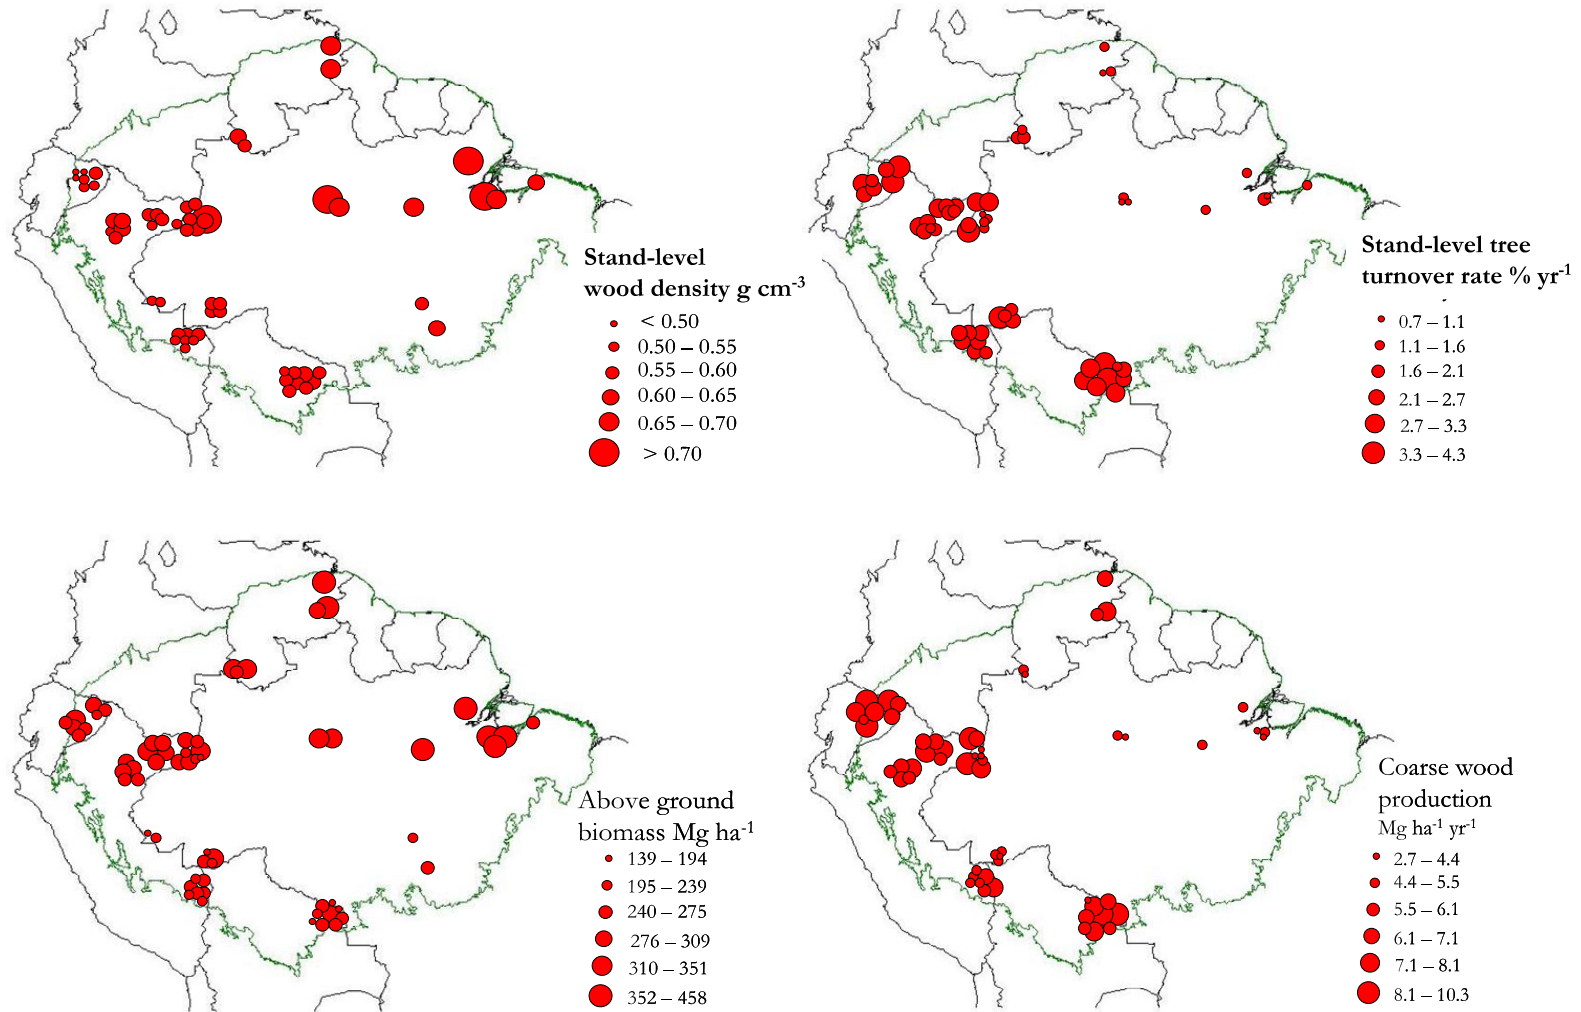 Stand-level
wood density g cm-3
< 0.50
0.50 – 0.55
0.55 – 0.60
0.60 – 0.65
0.65 – 0.70
> 0.70
Stand-level tree
turnover rate % yr-1
0.7 – 1.1
1.1 – 1.6
1.6 – 2.1
2.1 – 2.7
2.7 – 3.3
3.3 – 4.3
Above ground
biomass Mg ha-1
139 – 194
195 – 239
240 – 275
276 – 309
310 – 351
352 – 458
Coarse wood
production
Mg ha-1 yr-1
2.7 – 4.4
4.4 – 5.5
5.5 – 6.1
6.1 – 7.1
7.1 – 8.1
8.1 – 10.3